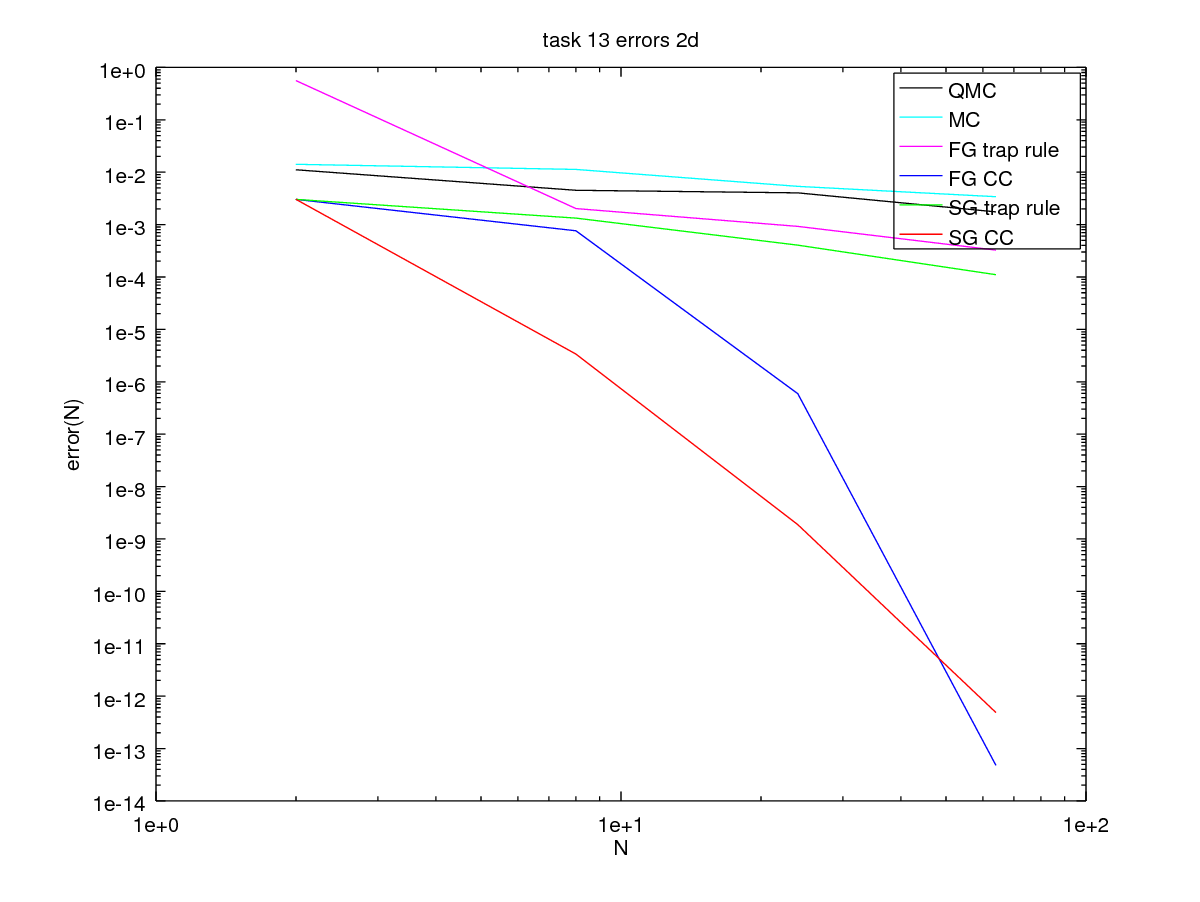 task 13 errors 2d
1e+0
1e-1
1e-2
1e-3
1e-4
1e-5
1e-6
1e-7
1e-8
1e-9
1e-10
1e-11
1e-12
1e-13
1e-14
error(N)
QMC
MC
FG trap rule
FG CC
SG trap rule
SG CC
1e+0
1e+1
1e+2
N